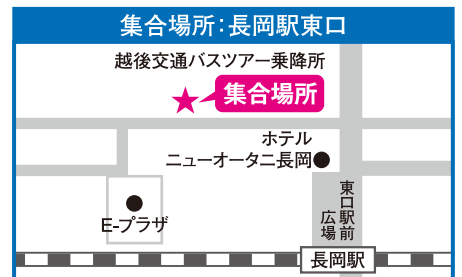 集合場所：長岡駅東口
越後交通バスツアー乗降所
集合場所
ホテル
ニューオータニ長岡
東口駅前
広場
E-プラザ
長岡駅